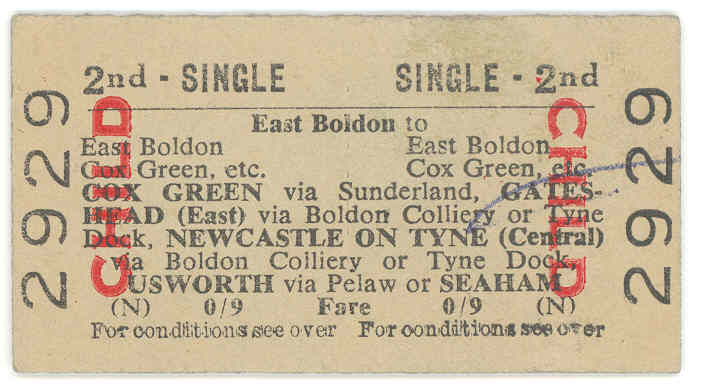 2nd - SINGLE SINGLE - 2nd
East Boldon to
East Boldon East Boldon
Cox Green, etc. Cox Green, etc.
COX GREEN via Sunderland, GATES-
HEAD (East) via Boldon Colliery or Tyne
Dock, NEWCASTLE ON TYNE (Central)
via Boldon Colliery or Tyne Dock,
USWORTH via Pelaw or SEAHAM
(N) 0/9 Fare 0/9 (N)
For conditions see over For conditions see over
2929
CHILD
CHILD
2929